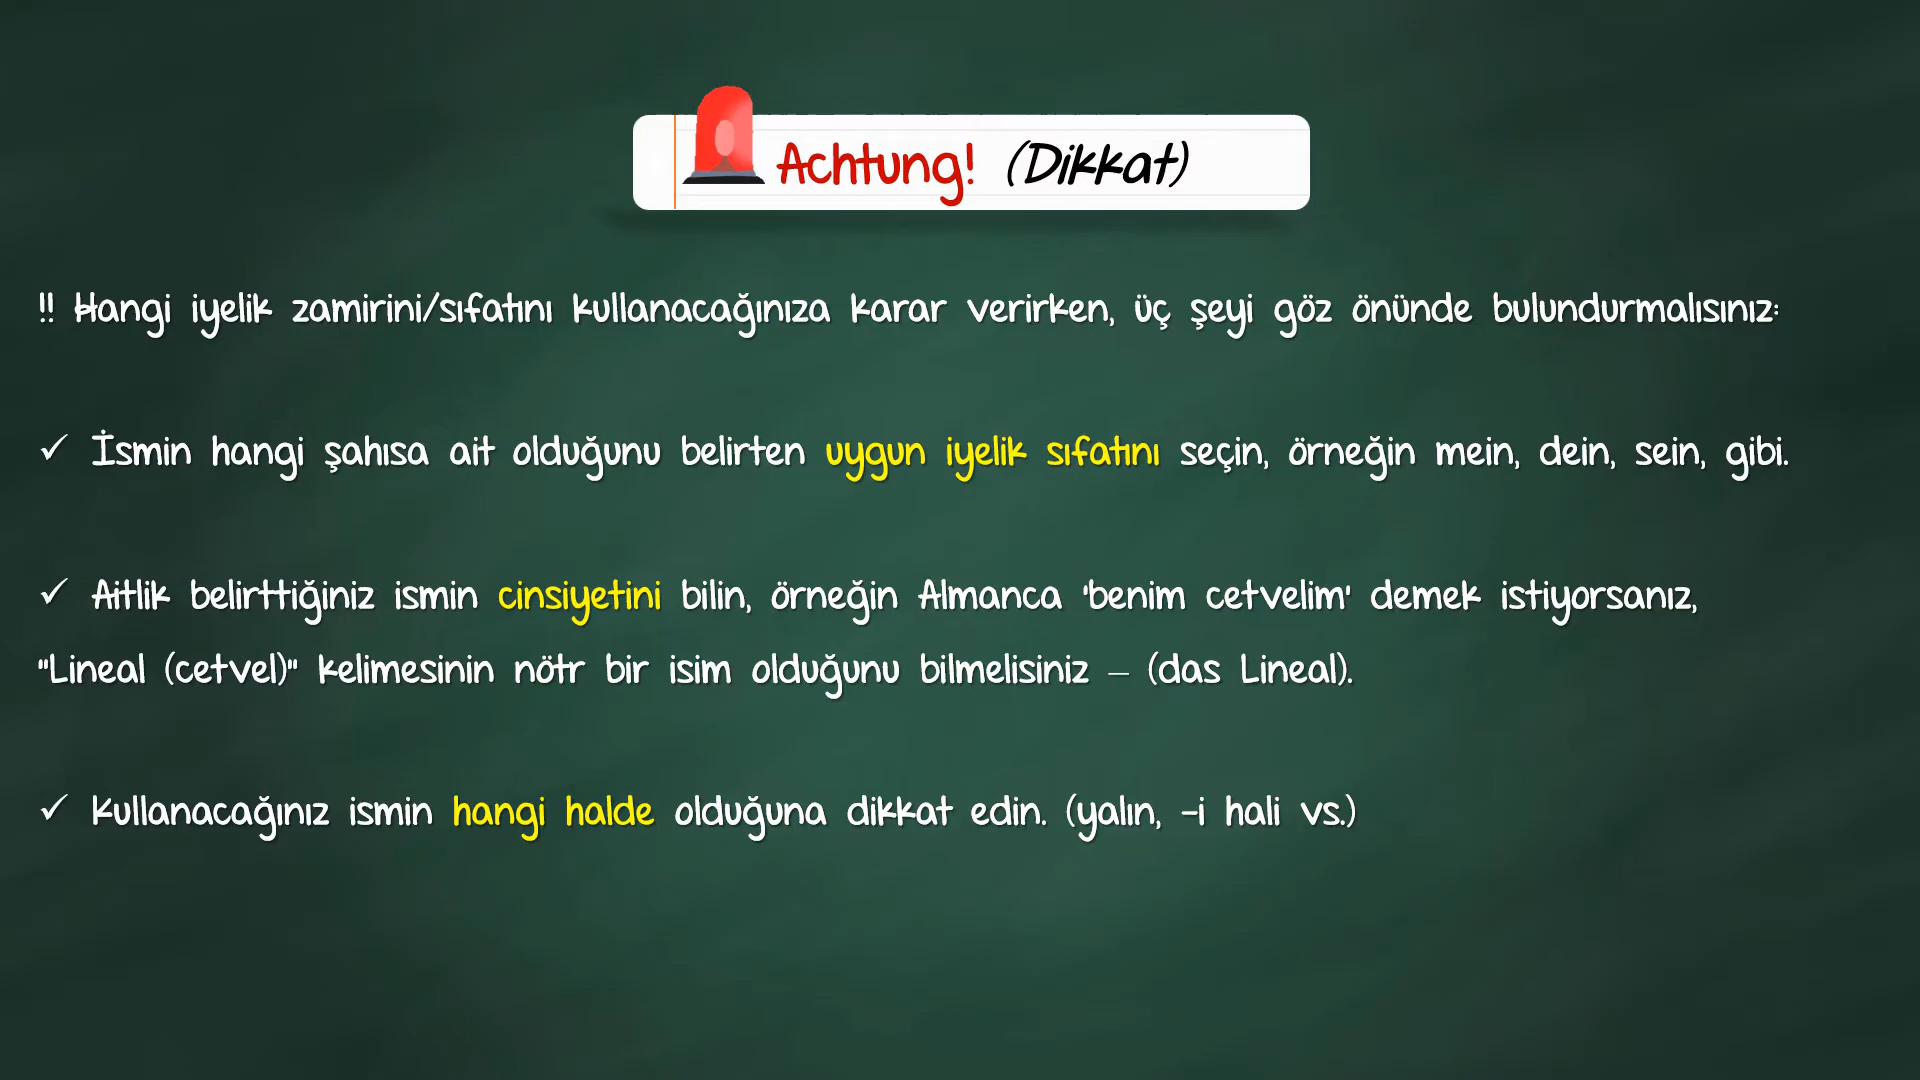 Achtung! (Dikkat)
!! Hangi iyelik zamirini/sıfatını kullanacağınıza karar verirken, üç şeyi göz önünde bulundurmalısınız:
✓ İsmin hangi şahısa ait olduğunu belirten uygun iyelik sıfatını seçin, örneğin mein, dein, sein, gibi.
✓ Aitlik belirttiğiniz ismin cinsiyetini bilin, örneğin Almanca 'benim cetvelim' demek istiyorsanız,
"Lineal (cetvel)" kelimesinin nötr bir isim olduğunu bilmelisiniz – (das Lineal).
✓ Kullanacağınız ismin hangi halde olduğuna dikkat edin. (yalın, -i hali vs.)